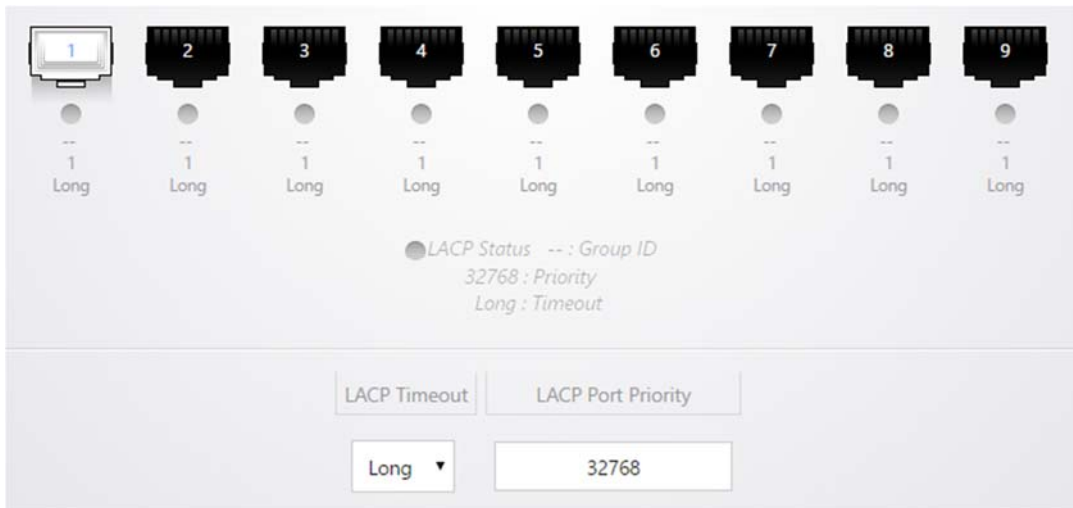 1 2 3 4 5 6 7 8 9
-- -- -- -- -- -- -- -- --
1 1 1 1 1 1 1 1 1
Long Long Long Long Long Long Long Long Long
LACP Status -- : Group ID
32768 : Priority
Long : Timeout
LACP Timeout LACP Port Priority
Long 32768